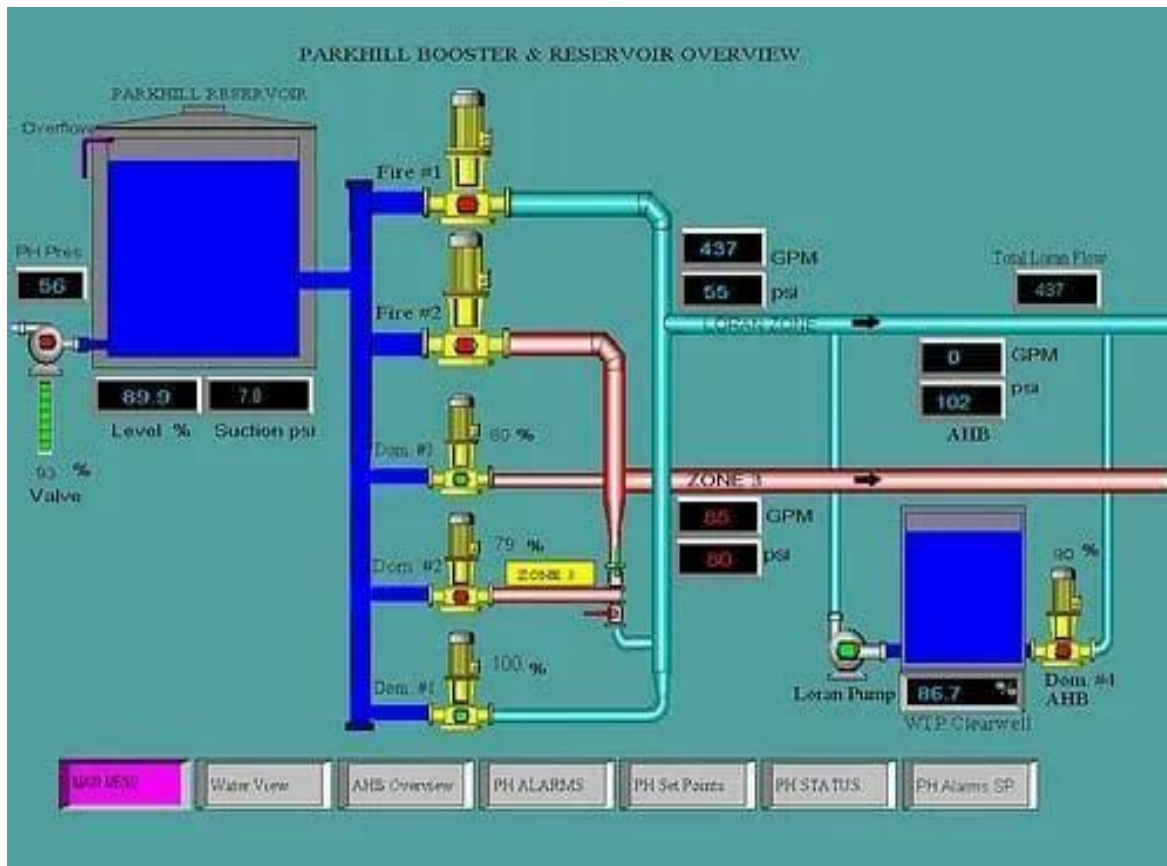 PARKHILL BOOSTER & RESERVOIR OVERVIEW
PARKHILL RESERVOIR
Overflow
Fire #1
PH Pres
56
437 GPM
55 psi
Total Loran Flow
437
Fire #2
LORAN ZONE
0 GPM
102 psi
AHB
89.9
7.0
Level %
Suction psi
93 %
Valve
Dom. #3
80 %
ZONE 3
85 GPM
80 psi
Dom. #2
79 %
ZONE 3
90 %
Dom. #1
100 %
Loran Pump
86.7 %
WTP Clearwell
Dom. #4
AHB
MAIN MENU
Water View
AHB Overview
PH ALARMS
PH Set Points
PH STATUS
PH Alarms SP